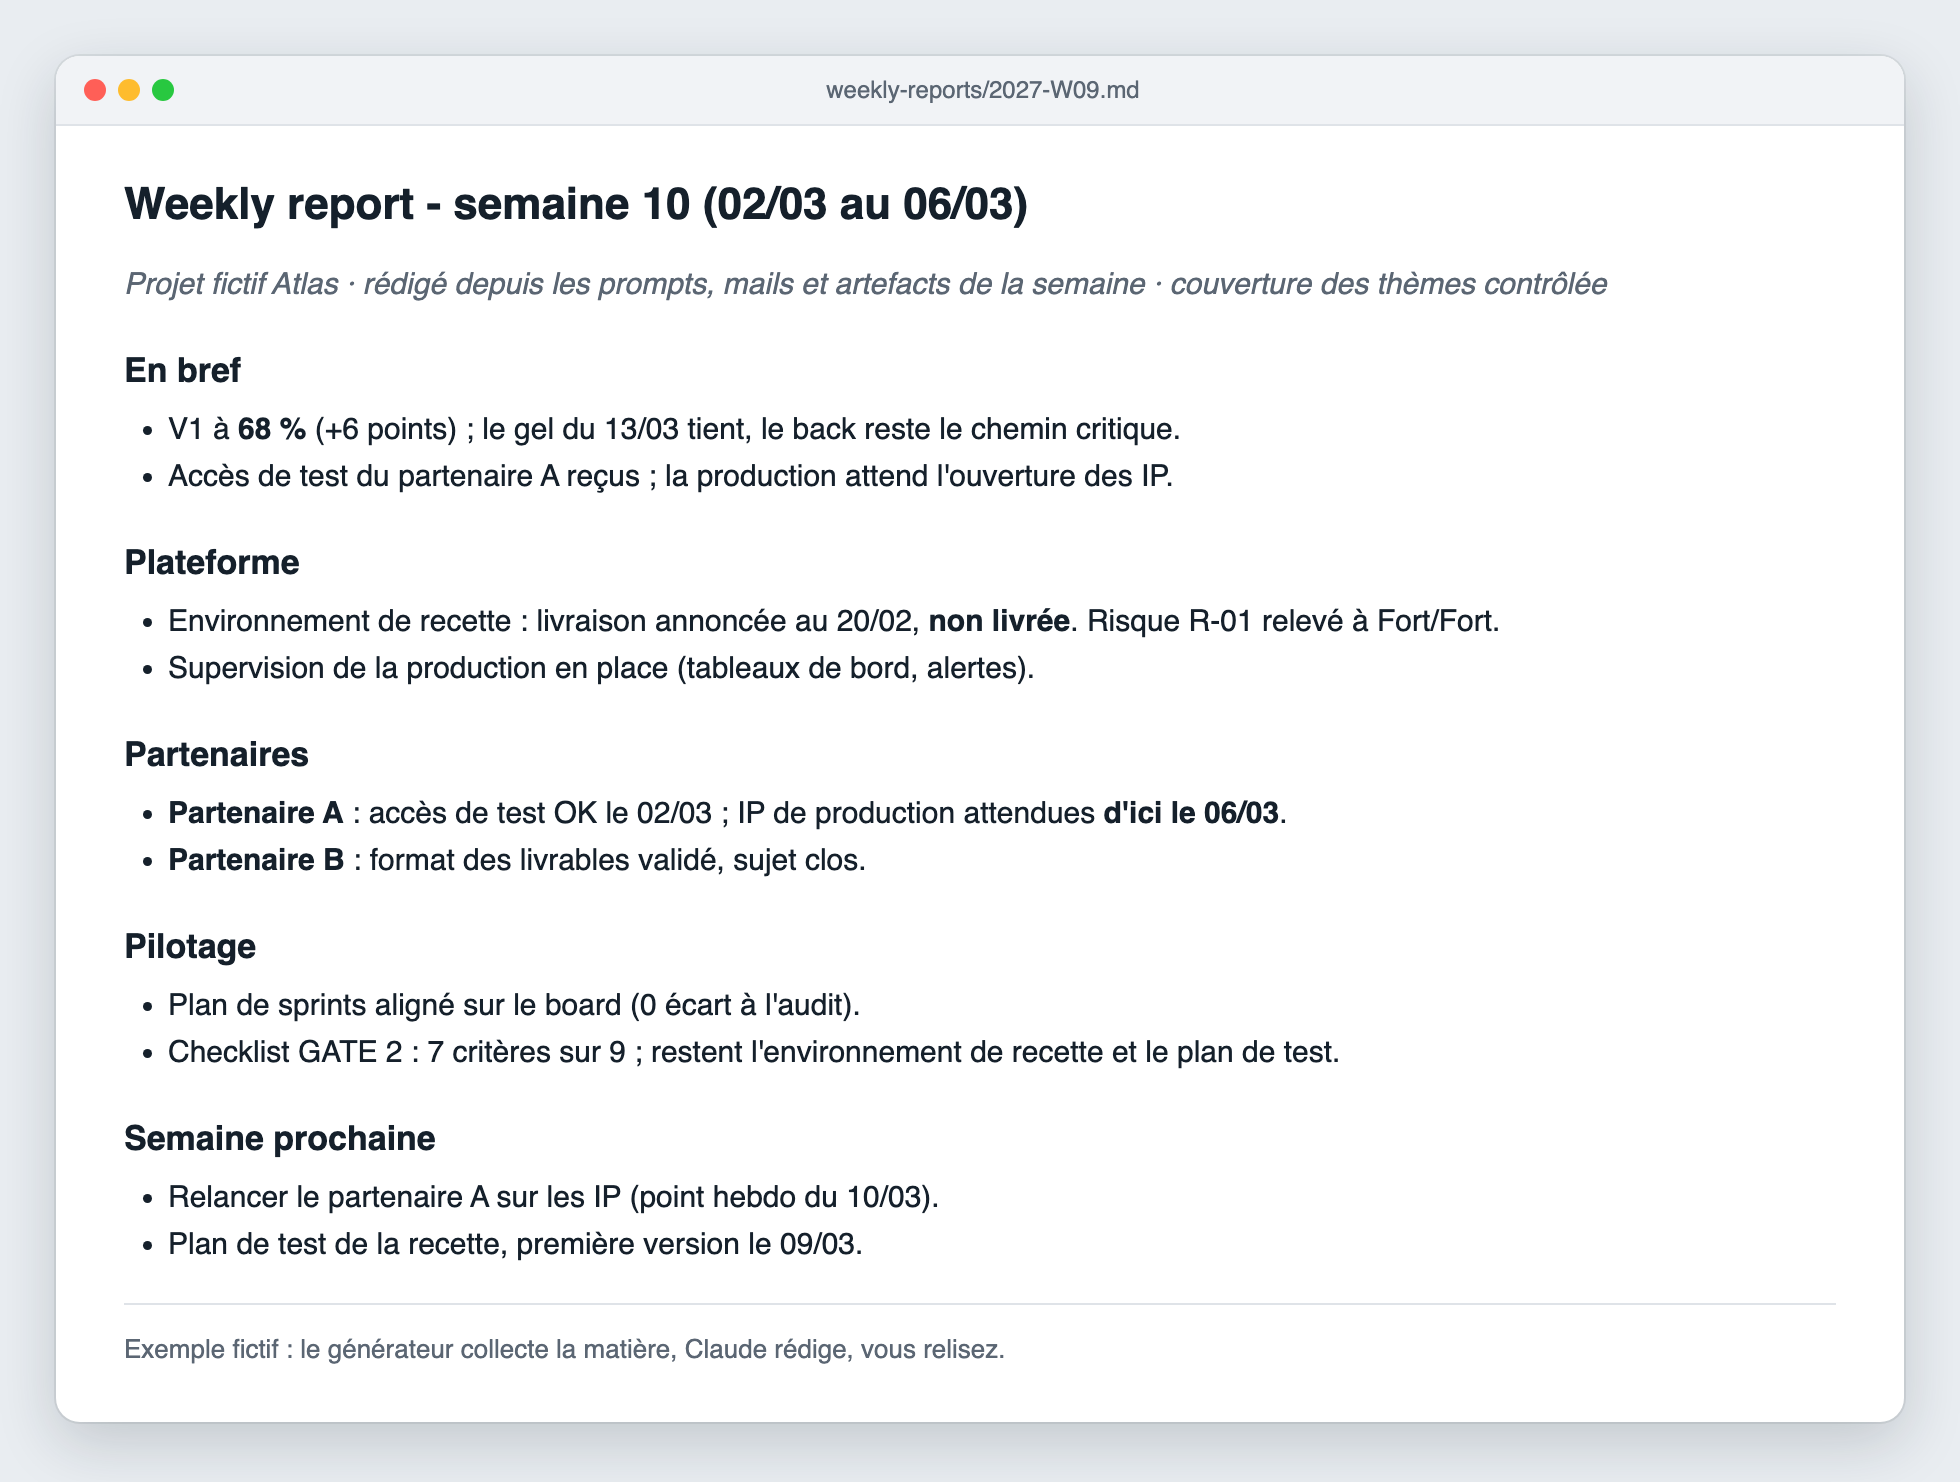 weekly-reports/2027-W09.md
Weekly report - semaine 10 (02/03 au 06/03)
Projet fictif Atlas · rédigé depuis les prompts, mails et artefacts de la semaine · couverture des thèmes contrôlée
En bref
• V1 à 68 % (+6 points) ; le gel du 13/03 tient, le back reste le chemin critique.
• Accès de test du partenaire A reçus ; la production attend l'ouverture des IP.
Plateforme
• Environnement de recette : livraison annoncée au 20/02, non livrée. Risque R-01 relevé à Fort/Fort.
• Supervision de la production en place (tableaux de bord, alertes).
Partenaires
• Partenaire A : accès de test OK le 02/03 ; IP de production attendues d'ici le 06/03.
• Partenaire B : format des livrables validé, sujet clos.
Pilotage
• Plan de sprints aligné sur le board (0 écart à l'audit).
• Checklist GATE 2 : 7 critères sur 9 ; restent l'environnement de recette et le plan de test.
Semaine prochaine
• Relancer le partenaire A sur les IP (point hebdo du 10/03).
• Plan de test de la recette, première version le 09/03.
Exemple fictif : le générateur collecte la matière, Claude rédige, vous relisez.